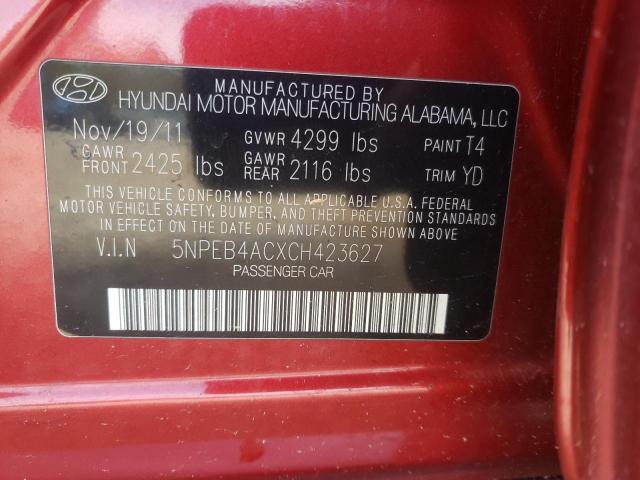 MANUFACTURED BY
HYUNDAI MOTOR MANUFACTURING ALABAMA, LLC
Nov/19/11 GVWR 4299 lbs PAINT T4
GAWR FRONT 2425 lbs GAWR REAR 2116 lbs TRIM YD
THIS VEHICLE CONFORMS TO ALL APPLICABLE U.S.A. FEDERAL
MOTOR VEHICLE SAFETY, BUMPER, AND THEFT PREVENTION STANDARDS
IN EFFECT ON THE DATE OF MANUFACTURE SHOWN ABOVE.
V.I.N 5NPEB4ACXCH423627
PASSENGER CAR